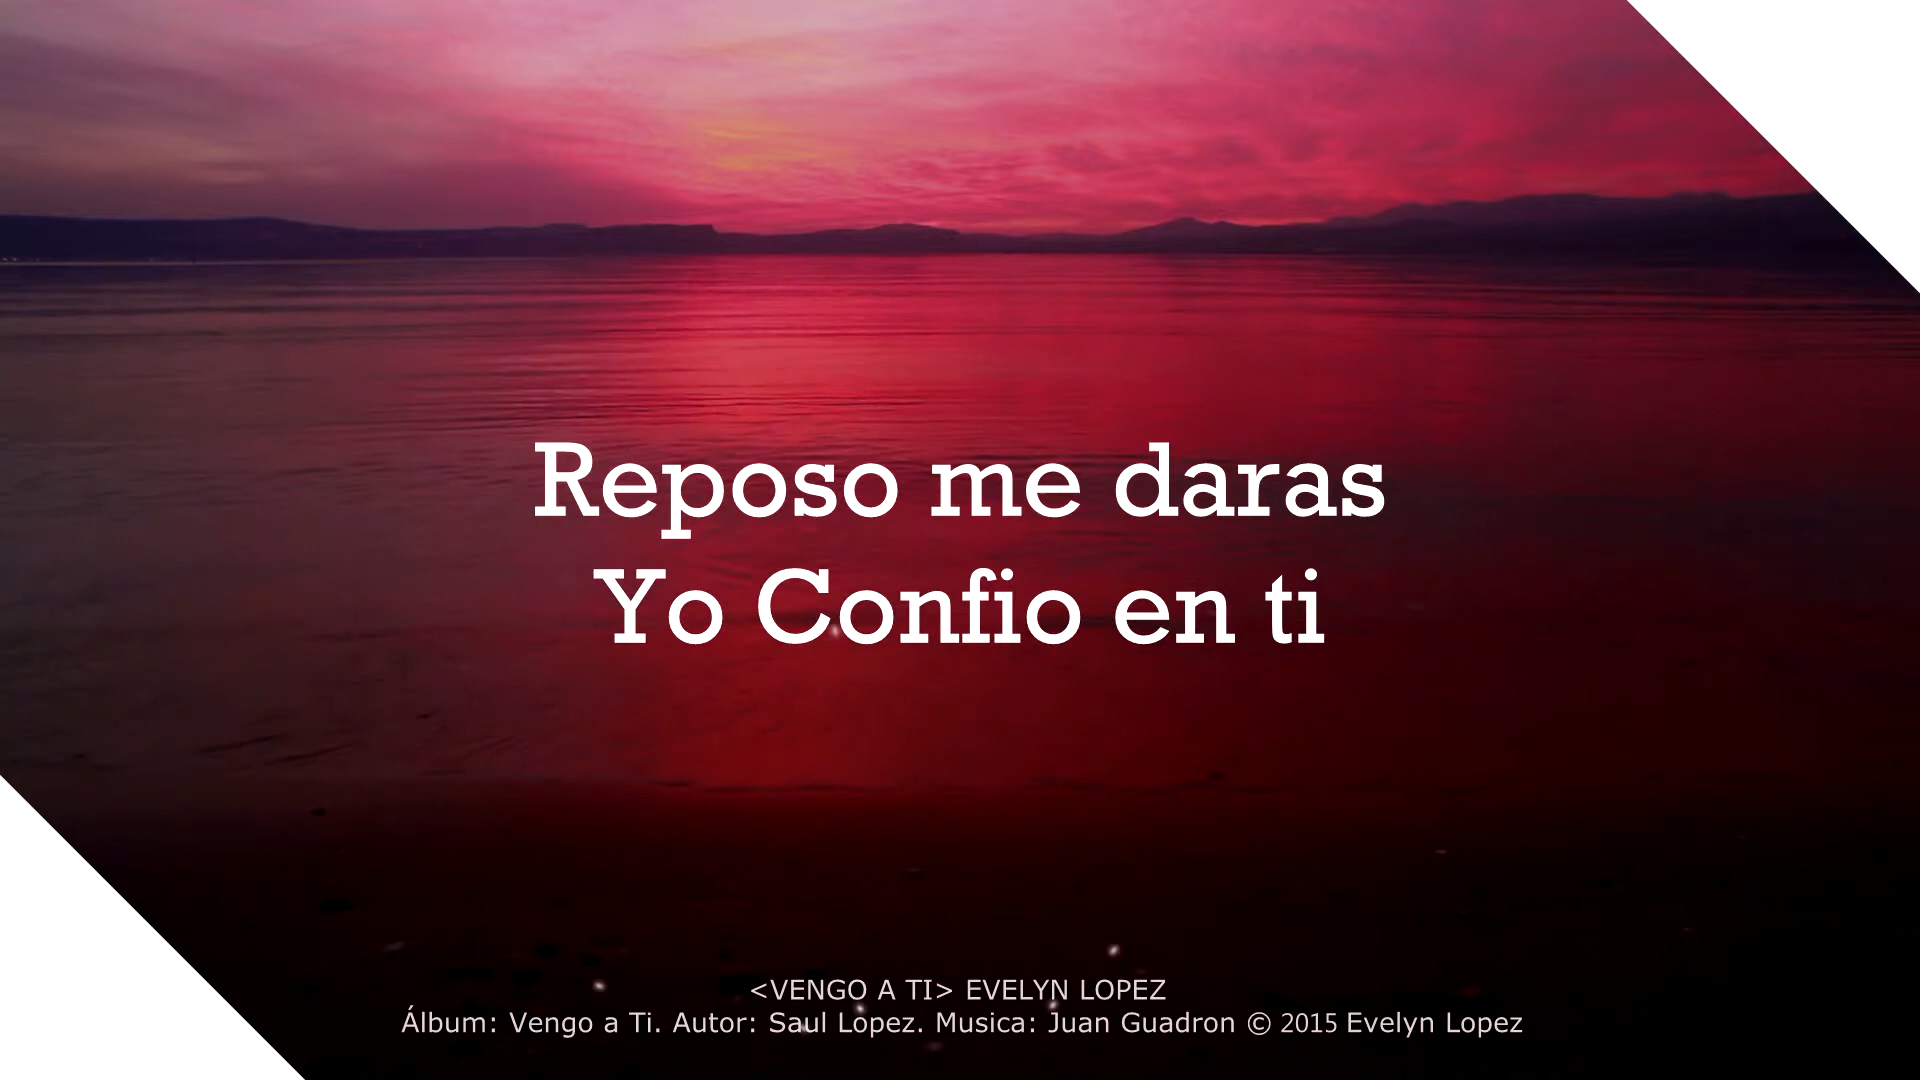 Reposo me daras
Yo Confio en ti
<VENGO A TI> EVELYN LOPEZ
Álbum: Vengo a Ti. Autor: Saul Lopez. Musica: Juan Guadron © 2015 Evelyn Lopez